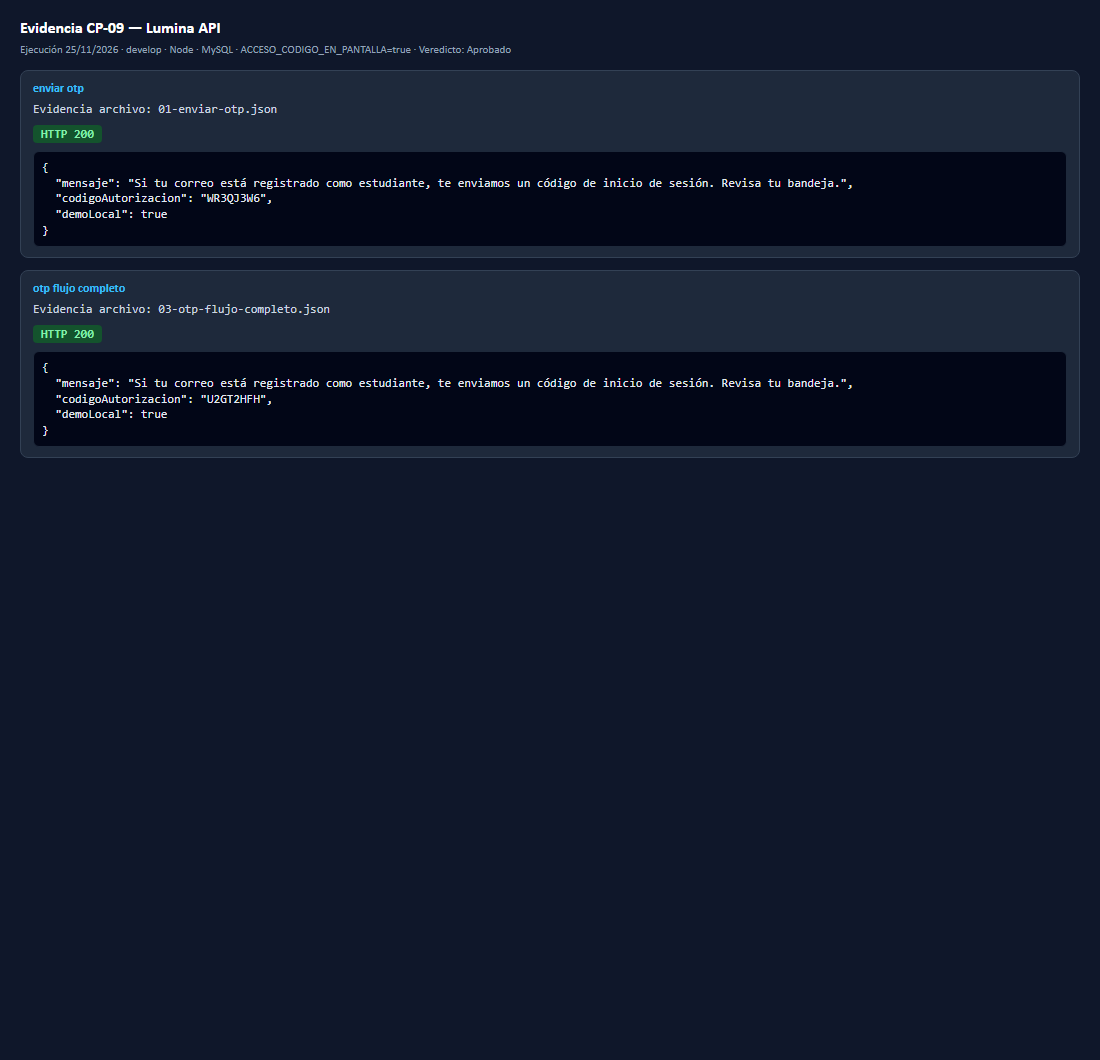 Evidencia CP-09 — Lumina API
Ejecución 25/11/2026 · develop · Node · MySQL · ACCESO_CODIGO_EN_PANTALLA=true · Veredicto: Aprobado
enviar otp
Evidencia archivo: 01-enviar-otp.json
HTTP 200
{
  "mensaje": "Si tu correo está registrado como estudiante, te enviamos un código de inicio de sesión. Revisa tu bandeja.",
  "codigoAutorizacion": "WR3QJ3W6",
  "demoLocal": true
}
otp flujo completo
Evidencia archivo: 03-otp-flujo-completo.json
HTTP 200
{
  "mensaje": "Si tu correo está registrado como estudiante, te enviamos un código de inicio de sesión. Revisa tu bandeja.",
  "codigoAutorizacion": "U2GT2HFH",
  "demoLocal": true
}